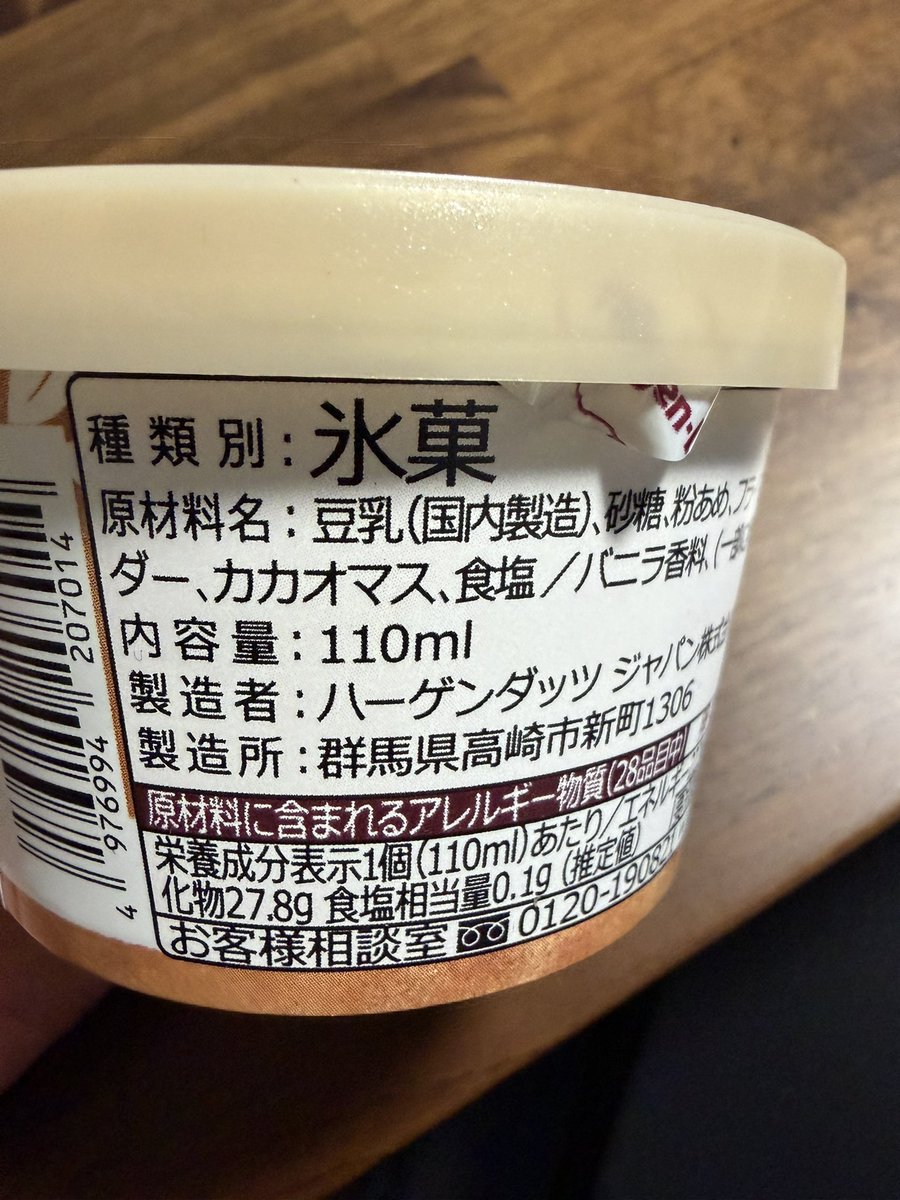 種類別:氷菓
原材料名:豆乳(国内製造)、砂糖、粉あめ、
ダー、カカオマス、食塩/バニラ香料、(一部に
内容量:110ml
製造者:ハーゲンダッツ ジャパン株式
製造所:群馬県高崎市新町1306
原材料に含まれるアレルギー物質(28品目中)
栄養成分表示1個(110ml)あたり/エネルギー
化物27.8g 食塩相当量0.1g (推定値)
お客様相談室 0120-190821
4 976994 207014